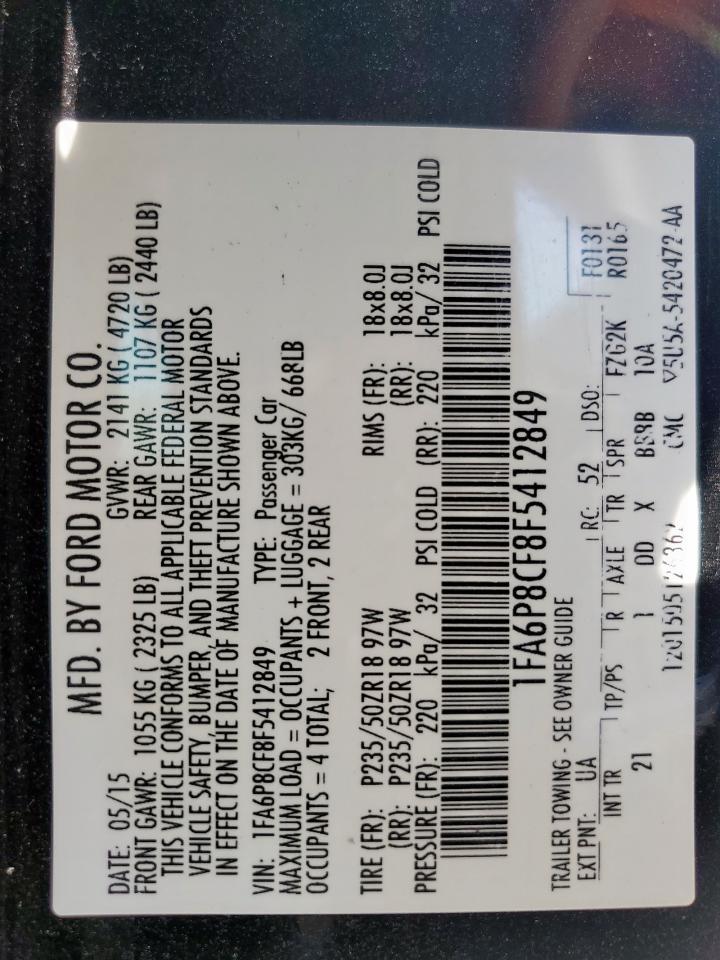 MFD. BY FORD MOTOR CO.
DATE: 05/15 GVWR: 2141 KG ( 4720 LB)
FRONT GAWR: 1055 KG ( 2325 LB) REAR GAWR: 1107 KG ( 2440 LB)
THIS VEHICLE CONFORMS TO ALL APPLICABLE FEDERAL MOTOR
VEHICLE SAFETY, BUMPER, AND THEFT PREVENTION STANDARDS
IN EFFECT ON THE DATE OF MANUFACTURE SHOWN ABOVE.
VIN: 1FA6P8CF8F5412849 TYPE: Passenger Car
MAXIMUM LOAD = OCCUPANTS + LUGGAGE = 303KG/ 668LB
OCCUPANTS = 4 TOTAL; 2 FRONT, 2 REAR
TIRE (FR): P235/50ZR18 97W RIMS (FR): 18x8.0J
(RR): P235/50ZR18 97W (RR): 18x8.0J
PRESSURE (FR): 220 kPa/ 32 PSI COLD (RR): 220 kPa/ 32 PSI COLD
1FA6P8CF8F5412849
TRAILER TOWING - SEE OWNER GUIDE
EXT PNT: UA RC: 52 DSO: F0131
INT TR TP/PS R AXLE TR SPR FZG2K R0165
21 1 DD X 10A